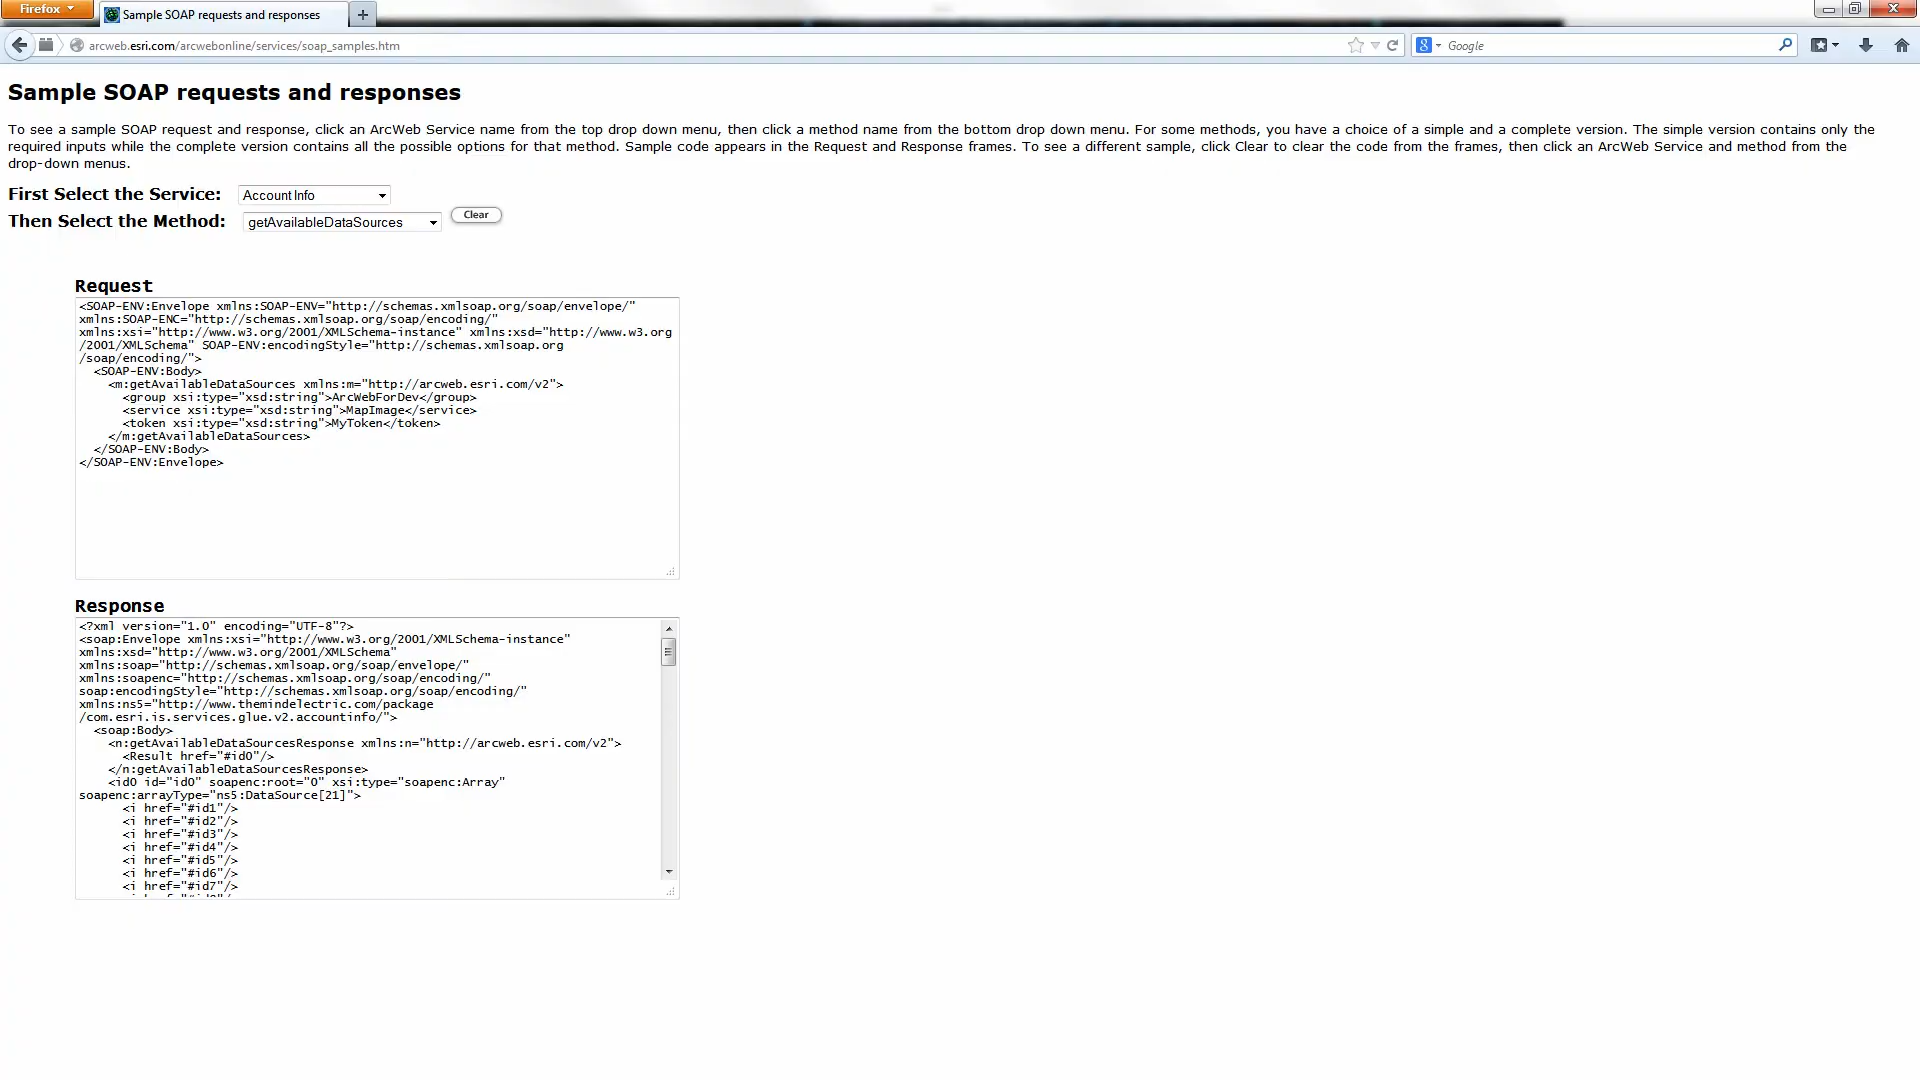 Firefox
Sample SOAP requests and responses
arcweb.esri.com/arcwebonline/services/soap_samples.htm
Google
Sample SOAP requests and responses
To see a sample SOAP request and response, click an ArcWeb Service name from the top drop down menu, then click a method name from the bottom drop down menu. For some methods, you have a choice of a simple and a complete version. The simple version contains only the
required inputs while the complete version contains all the possible options for that method. Sample code appears in the Request and Response frames. To see a different sample, click Clear to clear the code from the frames, then click an ArcWeb Service and method from the
drop-down menus.
First Select the Service: Account Info
Then Select the Method: getAvailableDataSources Clear
Request
<SOAP-ENV:Envelope xmlns:SOAP-ENV="http://schemas.xmlsoap.org/soap/envelope/"
xmlns:SOAP-ENC="http://schemas.xmlsoap.org/soap/encoding/"
xmlns:xsi="http://www.w3.org/2001/XMLSchema-instance" xmlns:xsd="http://www.w3.org
/2001/XMLSchema" SOAP-ENV:encodingStyle="http://schemas.xmlsoap.org
/soap/encoding/">
<SOAP-ENV:Body>
<m:getAvailableDataSources xmlns:m="http://arcweb.esri.com/v2">
<group xsi:type="xsd:string">ArcWebForDev</group>
<service xsi:type="xsd:string">MapImage</service>
<token xsi:type="xsd:string">MyToken</token>
</m:getAvailableDataSources>
</SOAP-ENV:Body>
</SOAP-ENV:Envelope>
Response
<?xml version="1.0" encoding="UTF-8"?>
<soap:Envelope xmlns:xsi="http://www.w3.org/2001/XMLSchema-instance"
xmlns:xsd="http://www.w3.org/2001/XMLSchema"
xmlns:soap="http://schemas.xmlsoap.org/soap/envelope/"
xmlns:soapenc="http://schemas.xmlsoap.org/soap/encoding/"
soap:encodingStyle="http://schemas.xmlsoap.org/soap/encoding/"
xmlns:ns5="http://www.themindelectric.com/package
/com.esri.is.services.glue.v2.accountinfo/">
<soap:Body>
<n:getAvailableDataSourcesResponse xmlns:n="http://arcweb.esri.com/v2">
<Result href="#id0"/>
</n:getAvailableDataSourcesResponse>
<id0 id="id0" soapenc:root="0" xsi:type="soapenc:Array"
soapenc:arrayType="ns5:DataSource[21]">
<i href="#id1"/>
<i href="#id2"/>
<i href="#id3"/>
<i href="#id4"/>
<i href="#id5"/>
<i href="#id6"/>
<i href="#id7"/>